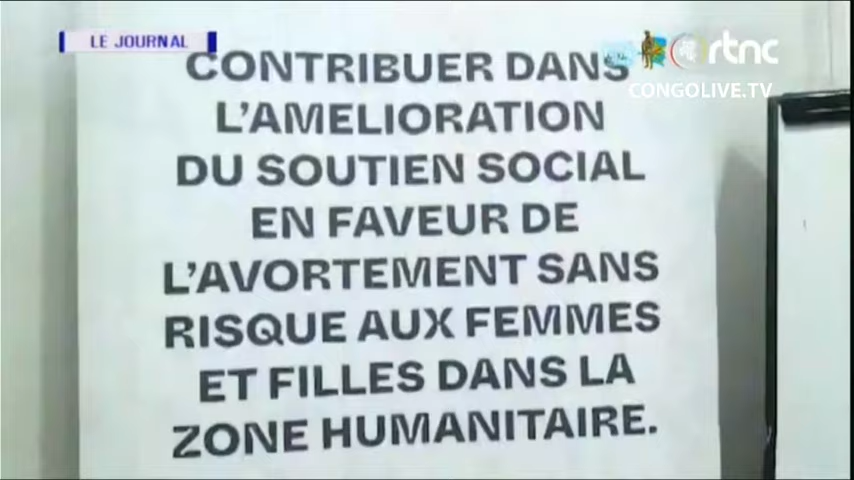 LE JOURNAL
rtnc
CONGOLIVE.TV
CONTRIBUER DANS
L'AMELIORATION
DU SOUTIEN SOCIAL
EN FAVEUR DE
L'AVORTEMENT SANS
RISQUE AUX FEMMES
ET FILLES DANS LA
ZONE HUMANITAIRE.